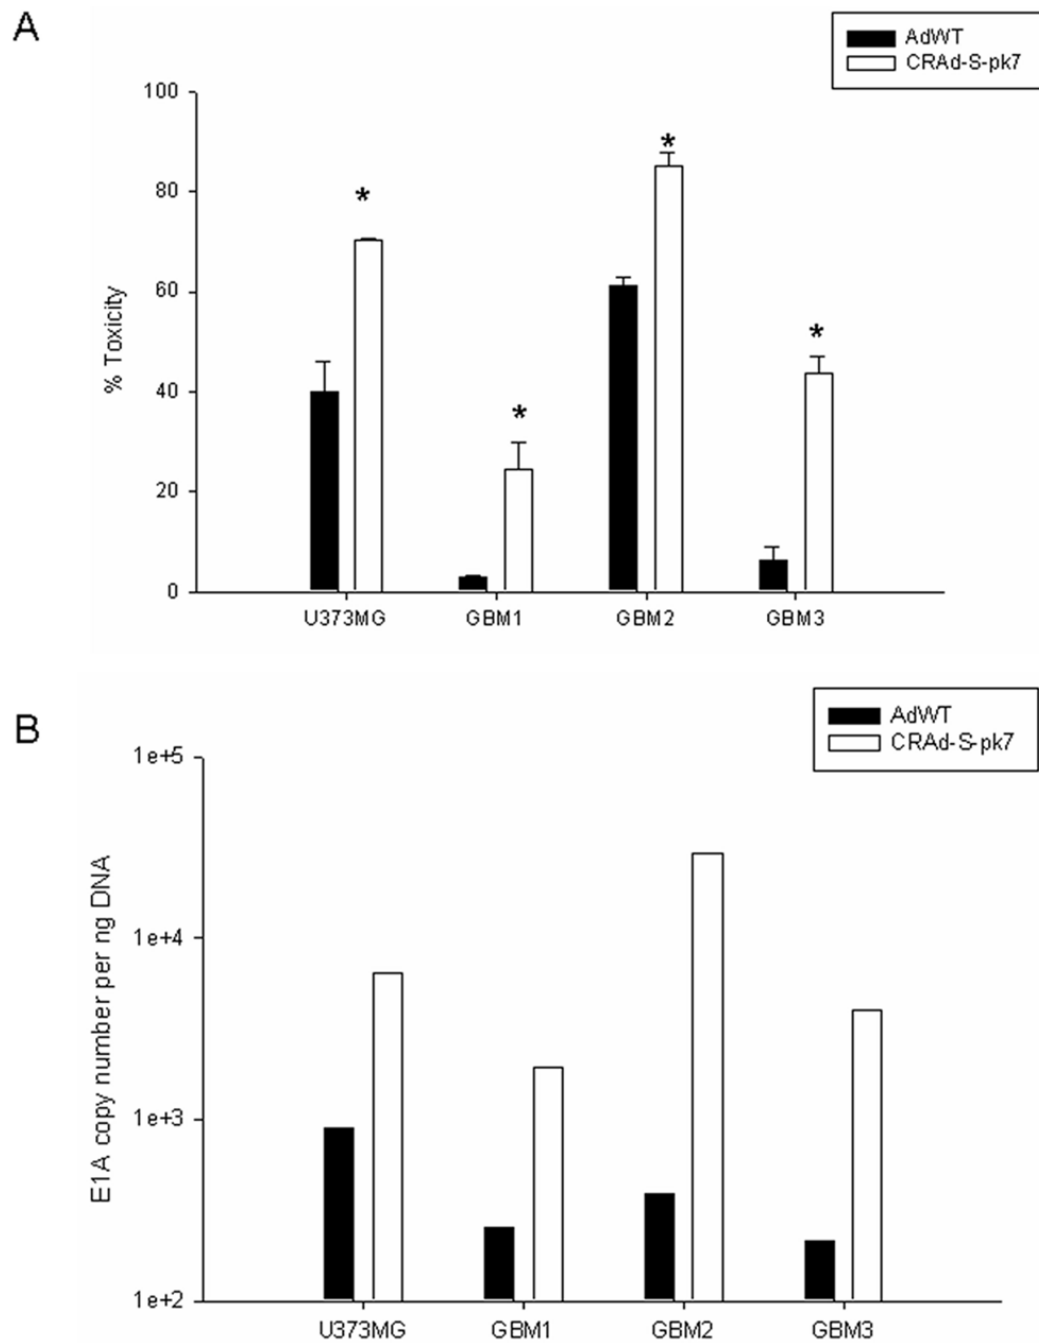 A
AdWT
CRAd-S-pk7
100
80
60
40
20
0
% Toxicity
* * * *
U373MG GBM1 GBM2 GBM3
B
AdWT
CRAd-S-pk7
1e+5
1e+4
1e+3
1e+2
E1A copy number per ng DNA
U373MG GBM1 GBM2 GBM3